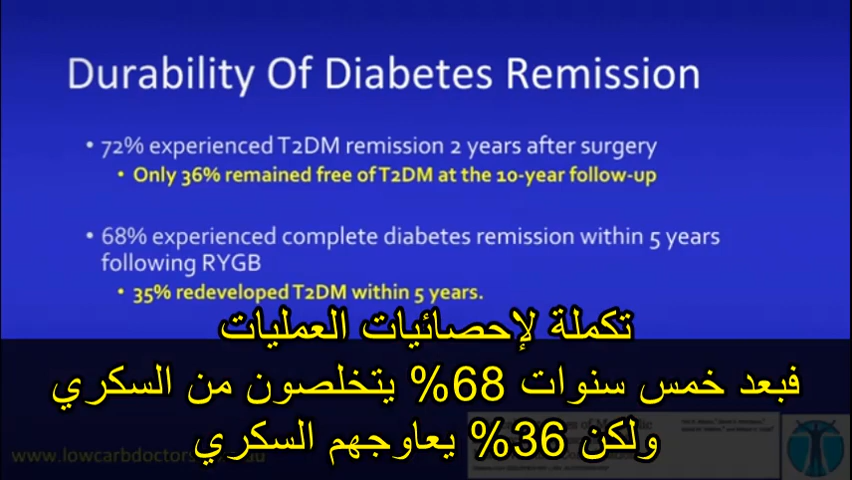 Durability Of Diabetes Remission
• 72% experienced T2DM remission 2 years after surgery
• Only 36% remained free of T2DM at the 10-year follow-up
• 68% experienced complete diabetes remission within 5 years
following RYGB
• 35% redeveloped T2DM within 5 years.
تكملة لإحصائيات العمليات
فبعد خمس سنوات 68% يتخلصون من السكري
ولكن 36% يعاوجهم السكري
www.lowcarbdoctors